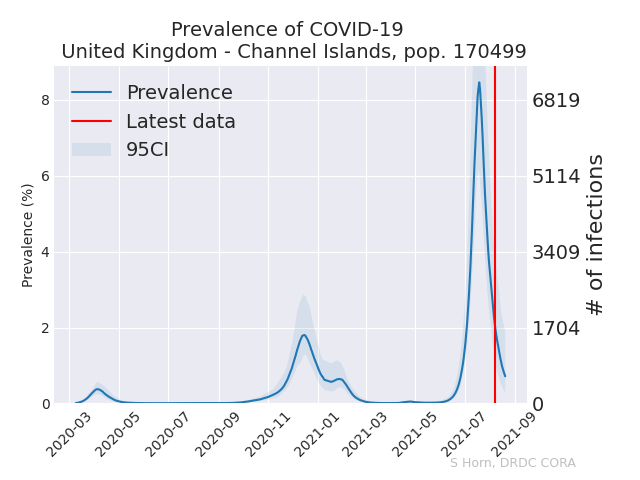 Prevalence of COVID-19
United Kingdom - Channel Islands, pop. 170499
Prevalence
Latest data
95CI
Prevalence (%)
8
6
4
2
0
6819
5114
3409
1704
0
# of infections
2020-03
2020-05
2020-07
2020-09
2020-11
2021-01
2021-03
2021-05
2021-07
2021-09
S Horn, DRDC CORA